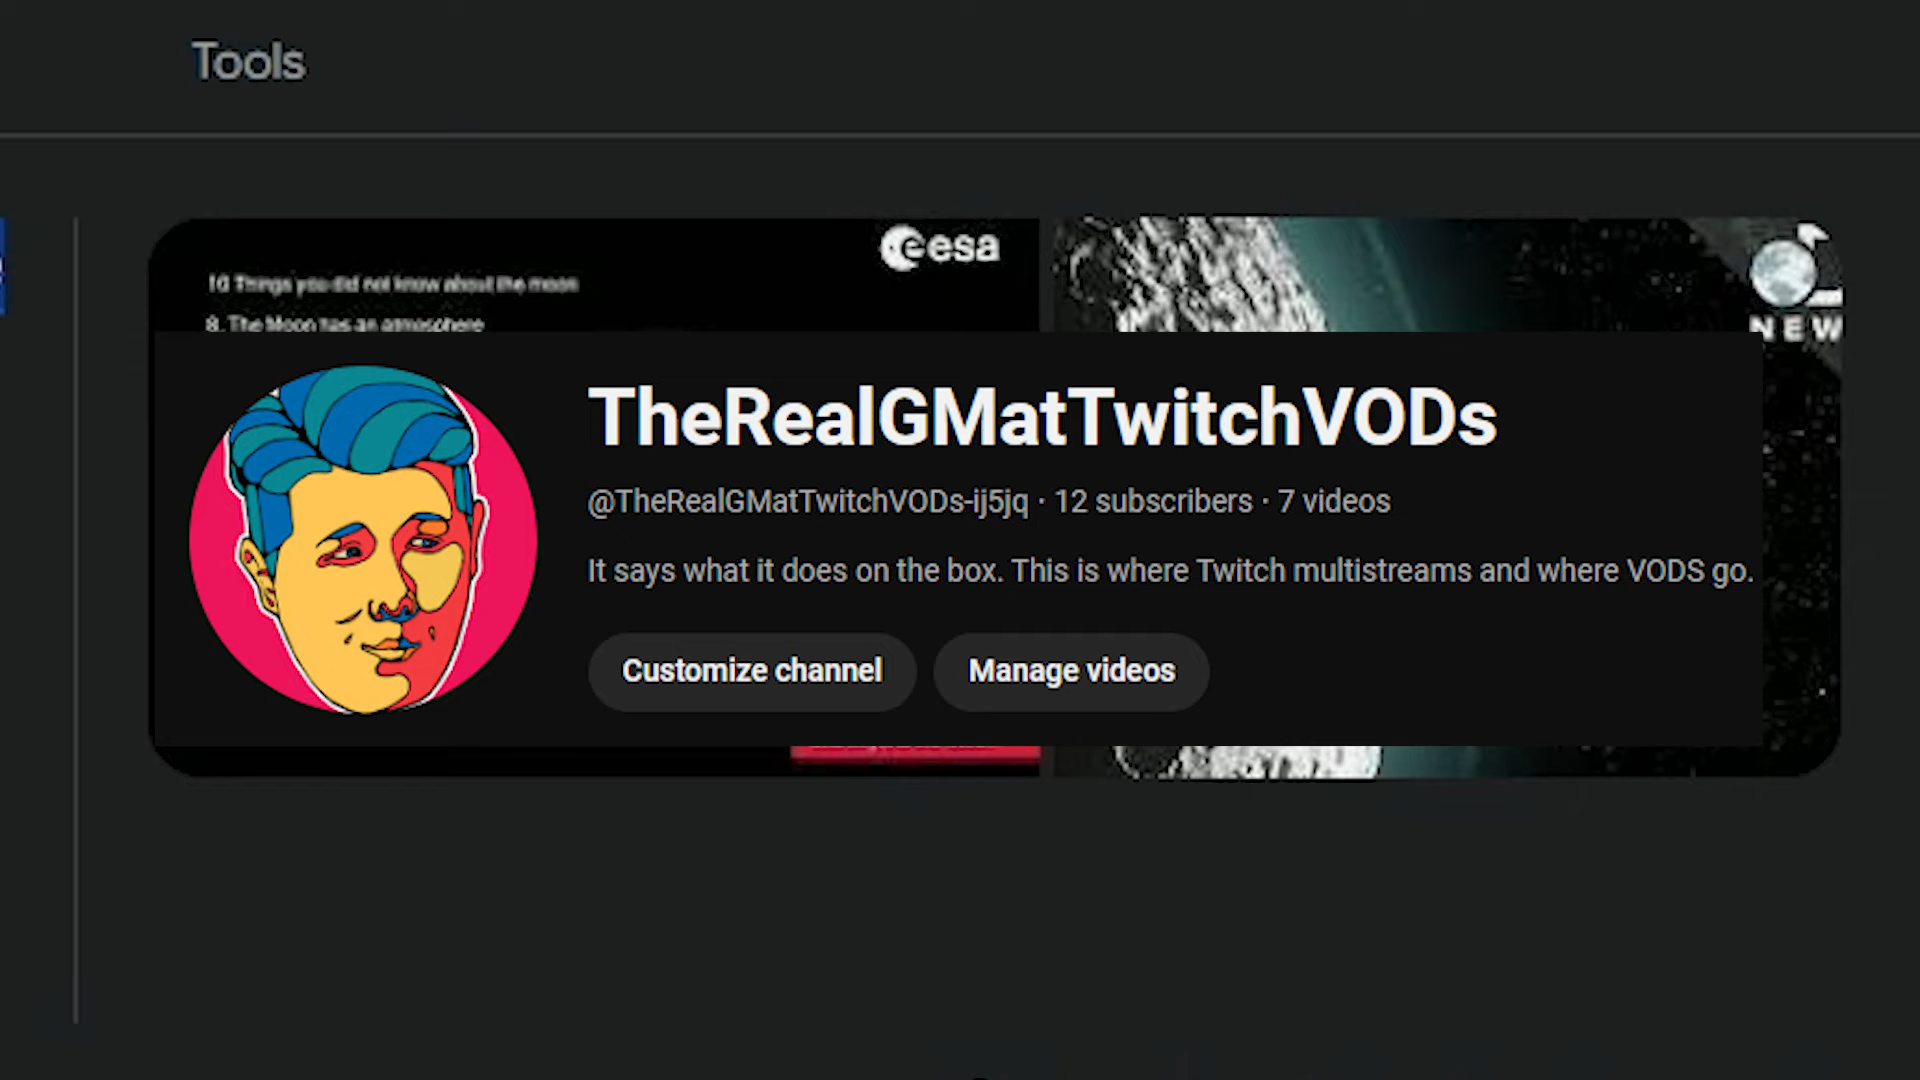 Tools
esa
10 Things you did not know about the moon
8. The Moon has an atmosphere
NEW
TheRealGMatTwitchVODs
@TheRealGMatTwitchVODs-ij5jq · 12 subscribers · 7 videos
It says what it does on the box. This is where Twitch multistreams and where VODS go.
Customize channel
Manage videos